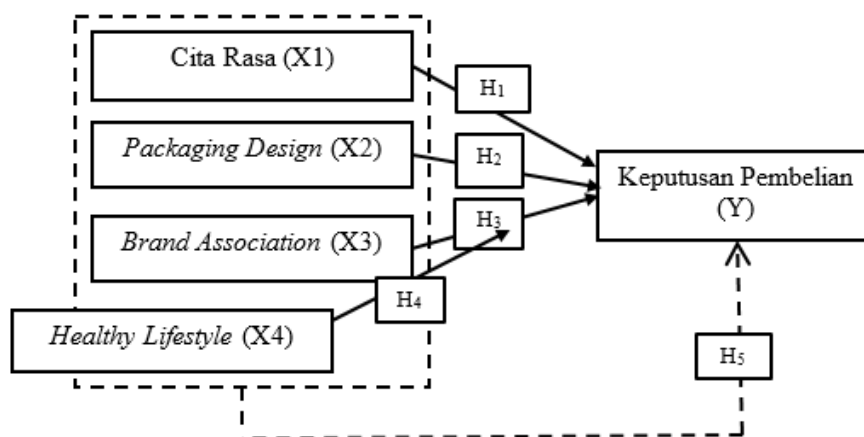 Cita Rasa (X1)
H1
Packaging Design (X2)
H2
Keputusan Pembelian
(Y)
Brand Association (X3)
H3
H4
Healthy Lifestyle (X4)
H5